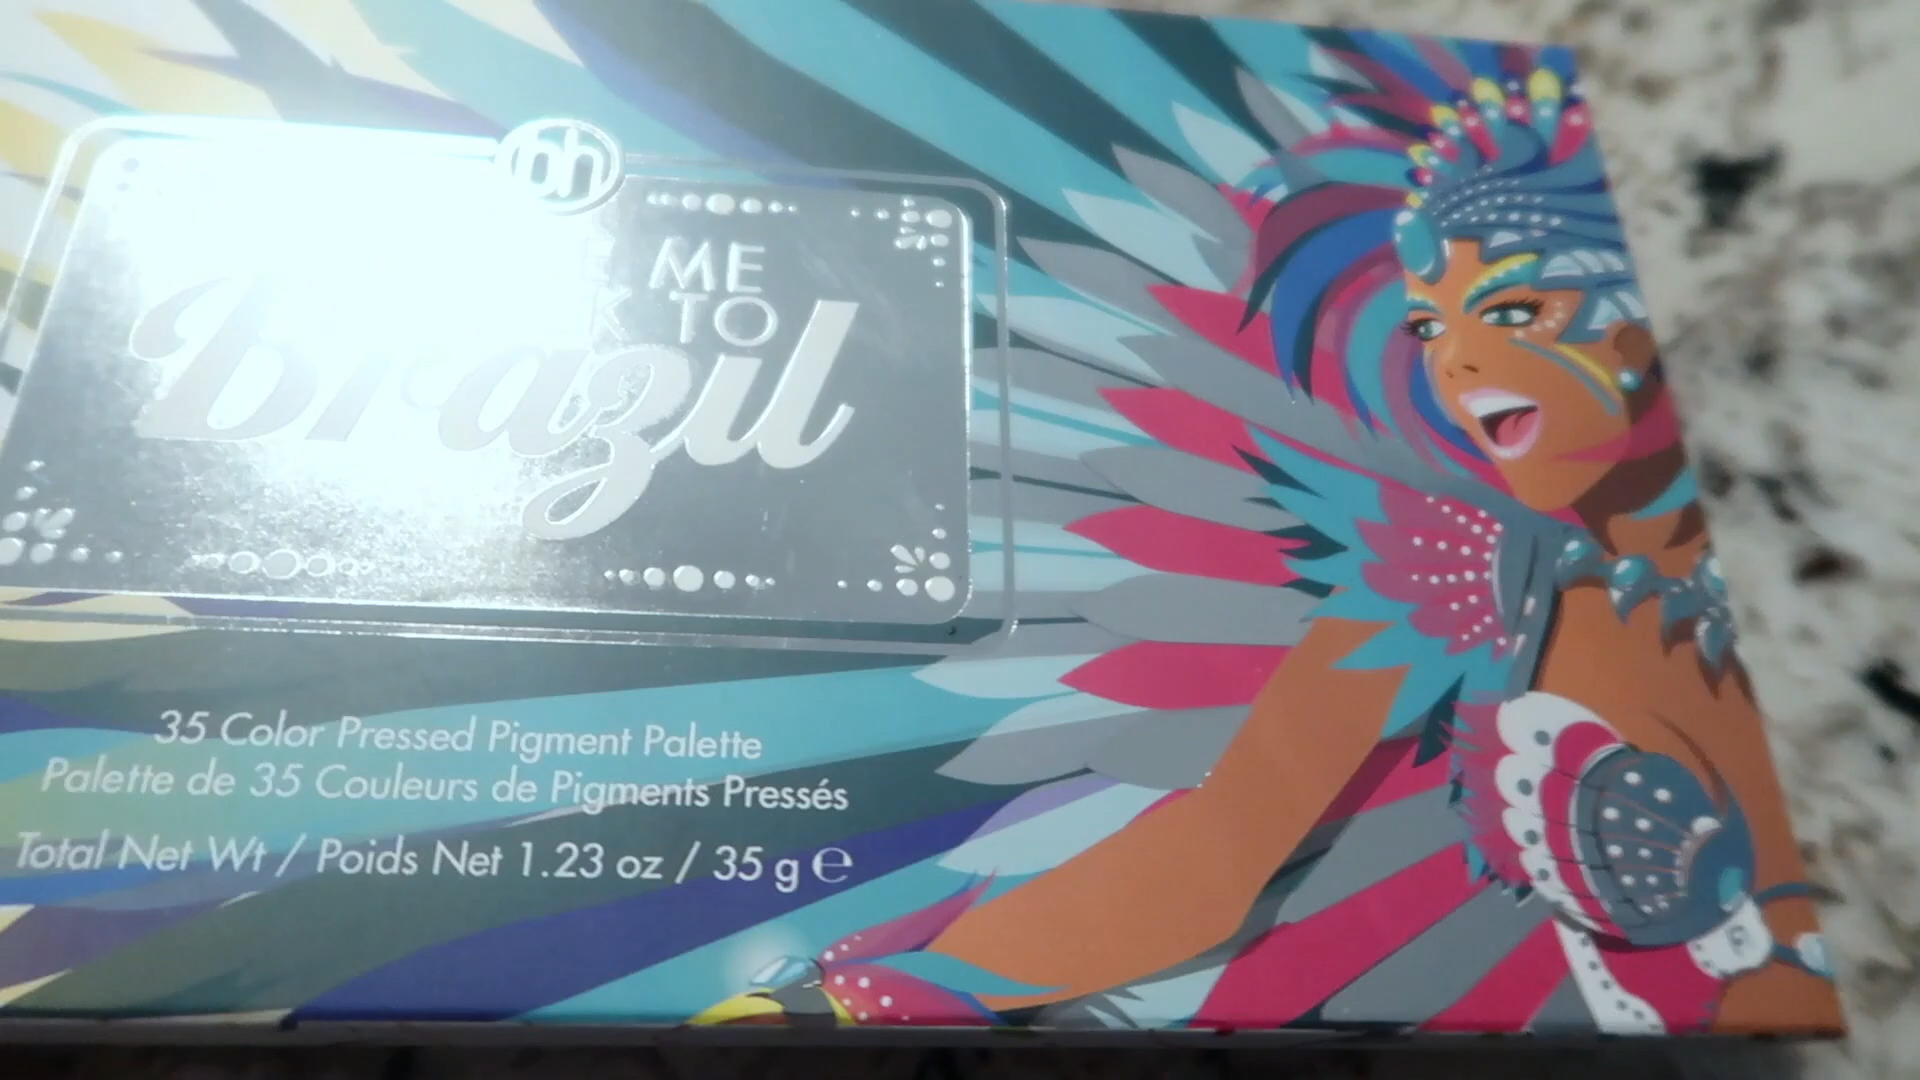 bh
ME
TO
Brazil
35 Color Pressed Pigment Palette
Palette de 35 Couleurs de Pigments Pressés
Total Net Wt / Poids Net 1.23 oz / 35 g ℮